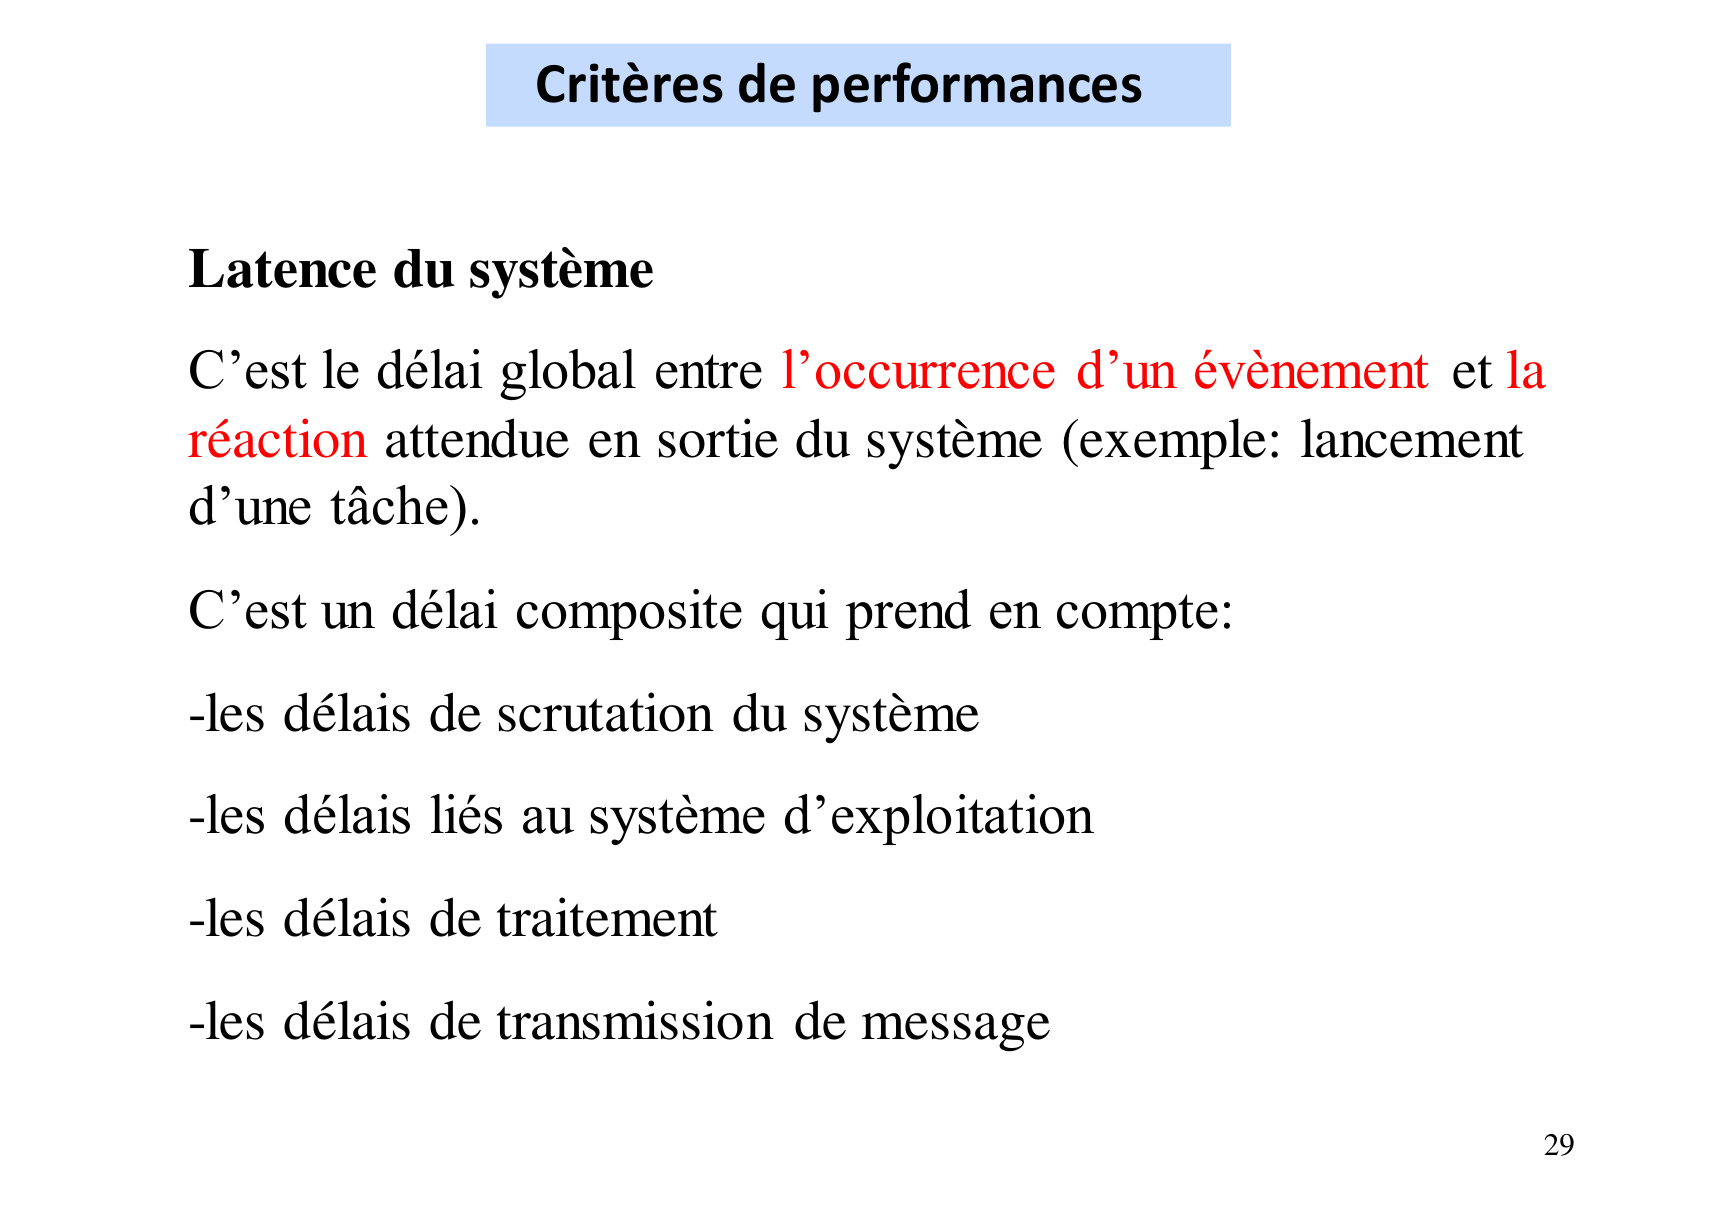 Critères de performances
Latence du système
C’est le délai global entre l’occurrence d’un évènement et la
réaction attendue en sortie du système (exemple: lancement
d’une tâche).
C’est un délai composite qui prend en compte:
-les délais de scrutation du système
-les délais liés au système d’exploitation
-les délais de traitement
-les délais de transmission de message
29